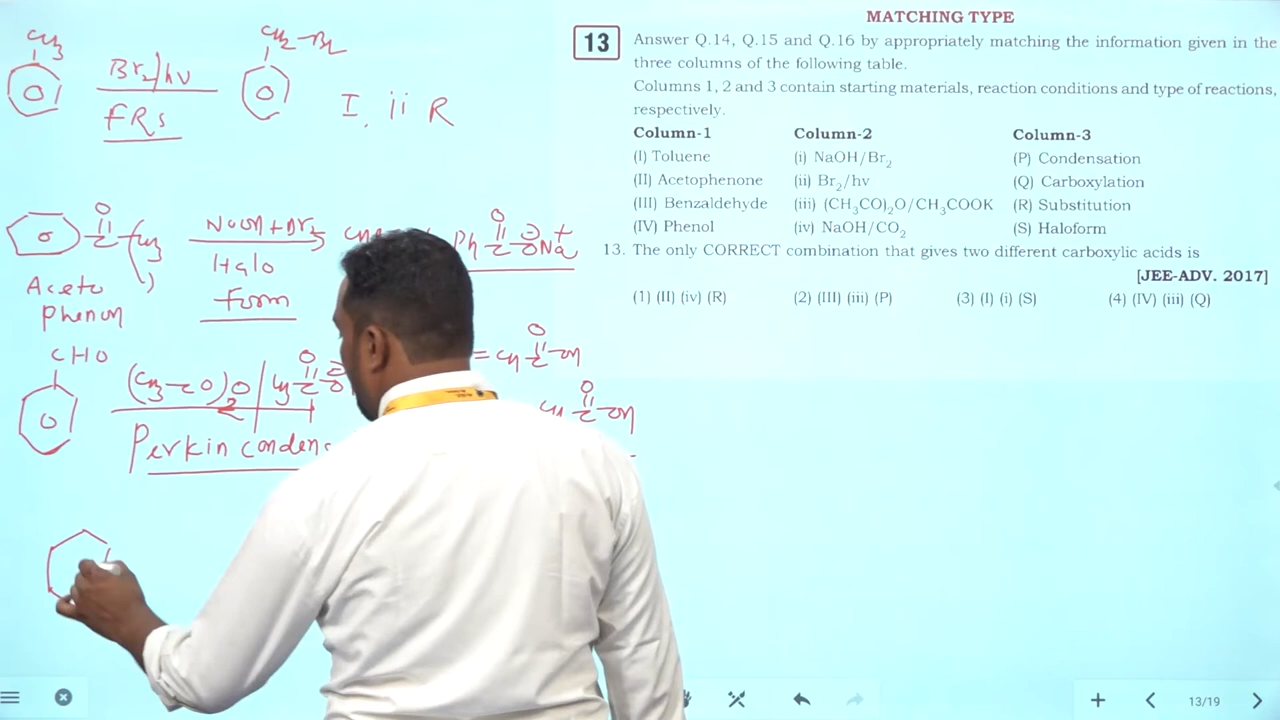 MATCHING TYPE
13 Answer Q.14, Q.15 and Q.16 by appropriately matching the information given in the
three columns of the following table.
Columns 1, 2 and 3 contain starting materials, reaction conditions and type of reactions,
respectively.
Column-1 Column-2 Column-3
(I) Toluene (i) NaOH/Br₂ (P) Condensation
(II) Acetophenone (ii) Br₂/hv (Q) Carboxylation
(III) Benzaldehyde (iii) (CH₃CO)₂O/CH₃COOK (R) Substitution
(IV) Phenol (iv) NaOH/CO₂ (S) Haloform
13. The only CORRECT combination that gives two different carboxylic acids is
[JEE-ADV. 2017]
(1) (II) (iv) (R) (2) (III) (iii) (P) (3) (I) (i) (S) (4) (IV) (iii) (Q)
CH₃
Br₂/hv
FRS
CH₂-Br
I, ii R
O
CH₃
Aceto
phenon
NaOH+Br₂
Halo
form
Ph O ONa
CHO
Perkin condens
13/19